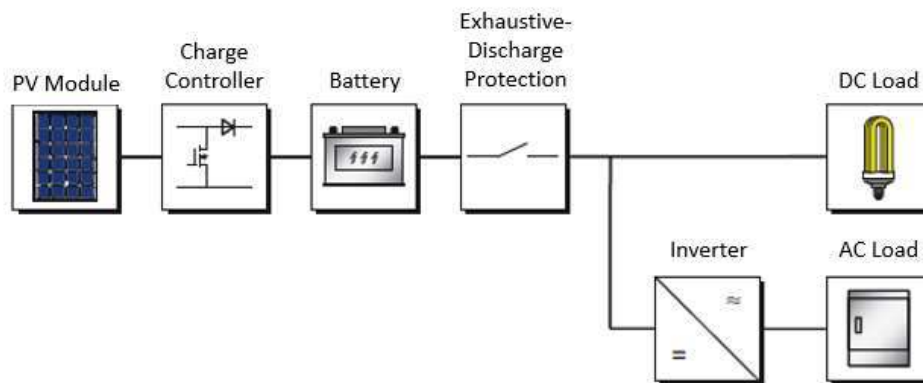 Exhaustive-
Discharge
Protection
Charge
Controller
PV Module
Battery
DC Load
Inverter
AC Load